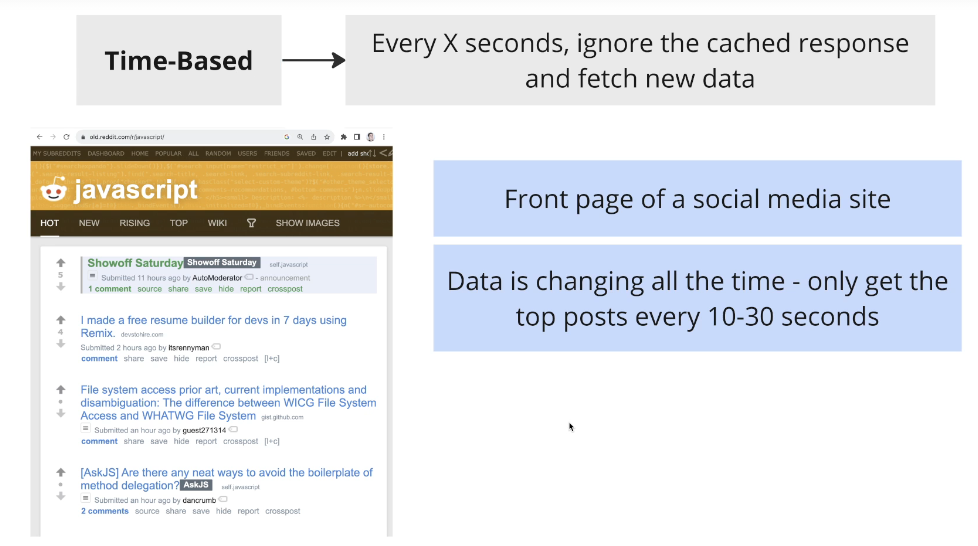 Time-Based
Every X seconds, ignore the cached response
and fetch new data
old.reddit.com/r/javascript/
MY SUBREDDITS DASHBOARD HOME POPULAR ALL RANDOM USERS FRIENDS SAVED EDIT | add sho
javascript
HOT NEW RISING TOP WIKI SHOW IMAGES
Showoff Saturday Showoff Saturday self.javascript
5
Submitted 11 hours ago by AutoModerator - announcement
1 comment source share save hide report crosspost
I made a free resume builder for devs in 7 days using
4
Remix. devstohire.com
Submitted 2 hours ago by itsrennyman
comment share save hide report crosspost [l+c]
File system access prior art, current implementations and
disambiguation: The difference between WICG File System
Access and WHATWG File System gist.github.com
Submitted an hour ago by guest271314
comment share save hide report crosspost [l+c]
[AskJS] Are there any neat ways to avoid the boilerplate of
method delegation? AskJS self.javascript
Submitted an hour ago by dancrumb
2 comments source share save hide report crosspost
Front page of a social media site
Data is changing all the time - only get the
top posts every 10-30 seconds